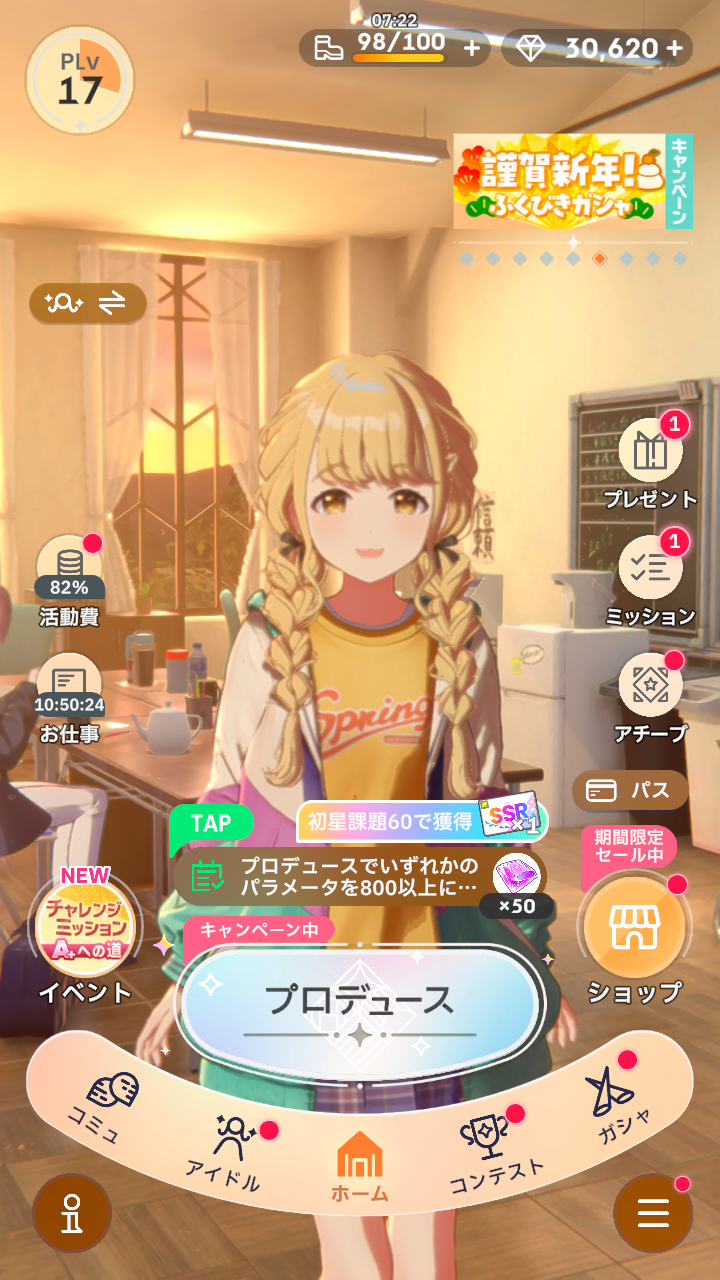 07:22
PLv
17
98/100
30,620
謹賀新年!
ふくびきガシャ
キャンペーン
1
プレゼント
1
ミッション
82%
活動費
10:50:24
お仕事
アチーブ
Spring
パス
TAP
初星課題60で獲得
SSR
×1
プロデュースでいずれかの
パラメータを800以上に…
×50
期間限定
セール中
NEW
チャレンジ
ミッション
A+への道
イベント
キャンペーン中
プロデュース
ショップ
コミュ
アイドル
ホーム
コンテスト
ガシャ